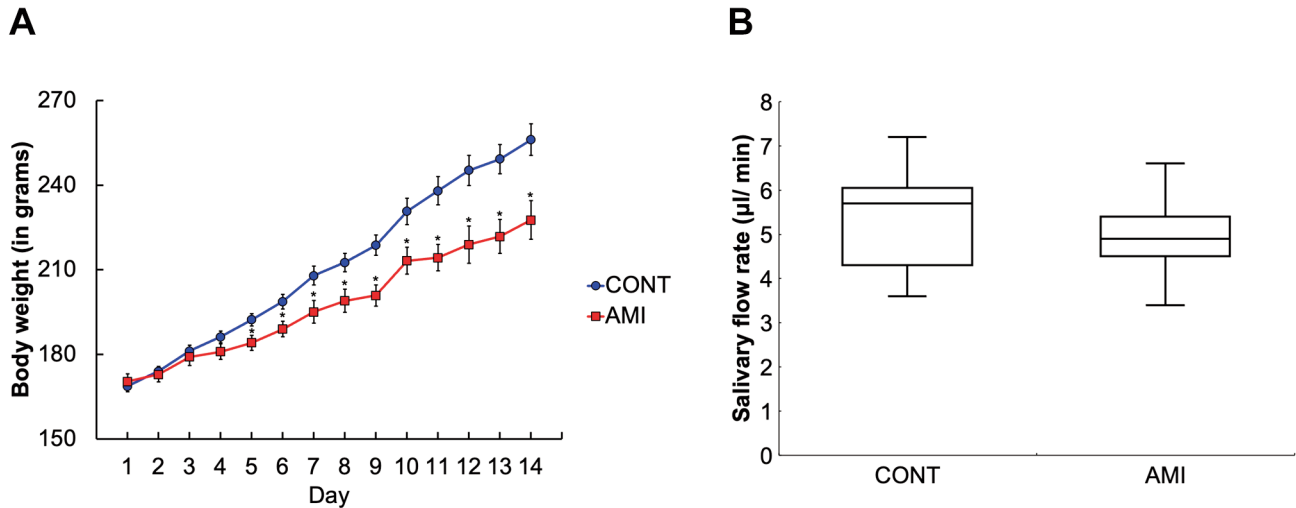 A
Body weight (in grams)
270
240
210
180
150
* * * * * * * * * *
1 2 3 4 5 6 7 8 9 10 11 12 13 14
Day
CONT
AMI
B
Salivary flow rate (µl/ min)
8
7
6
5
4
3
2
1
0
CONT AMI